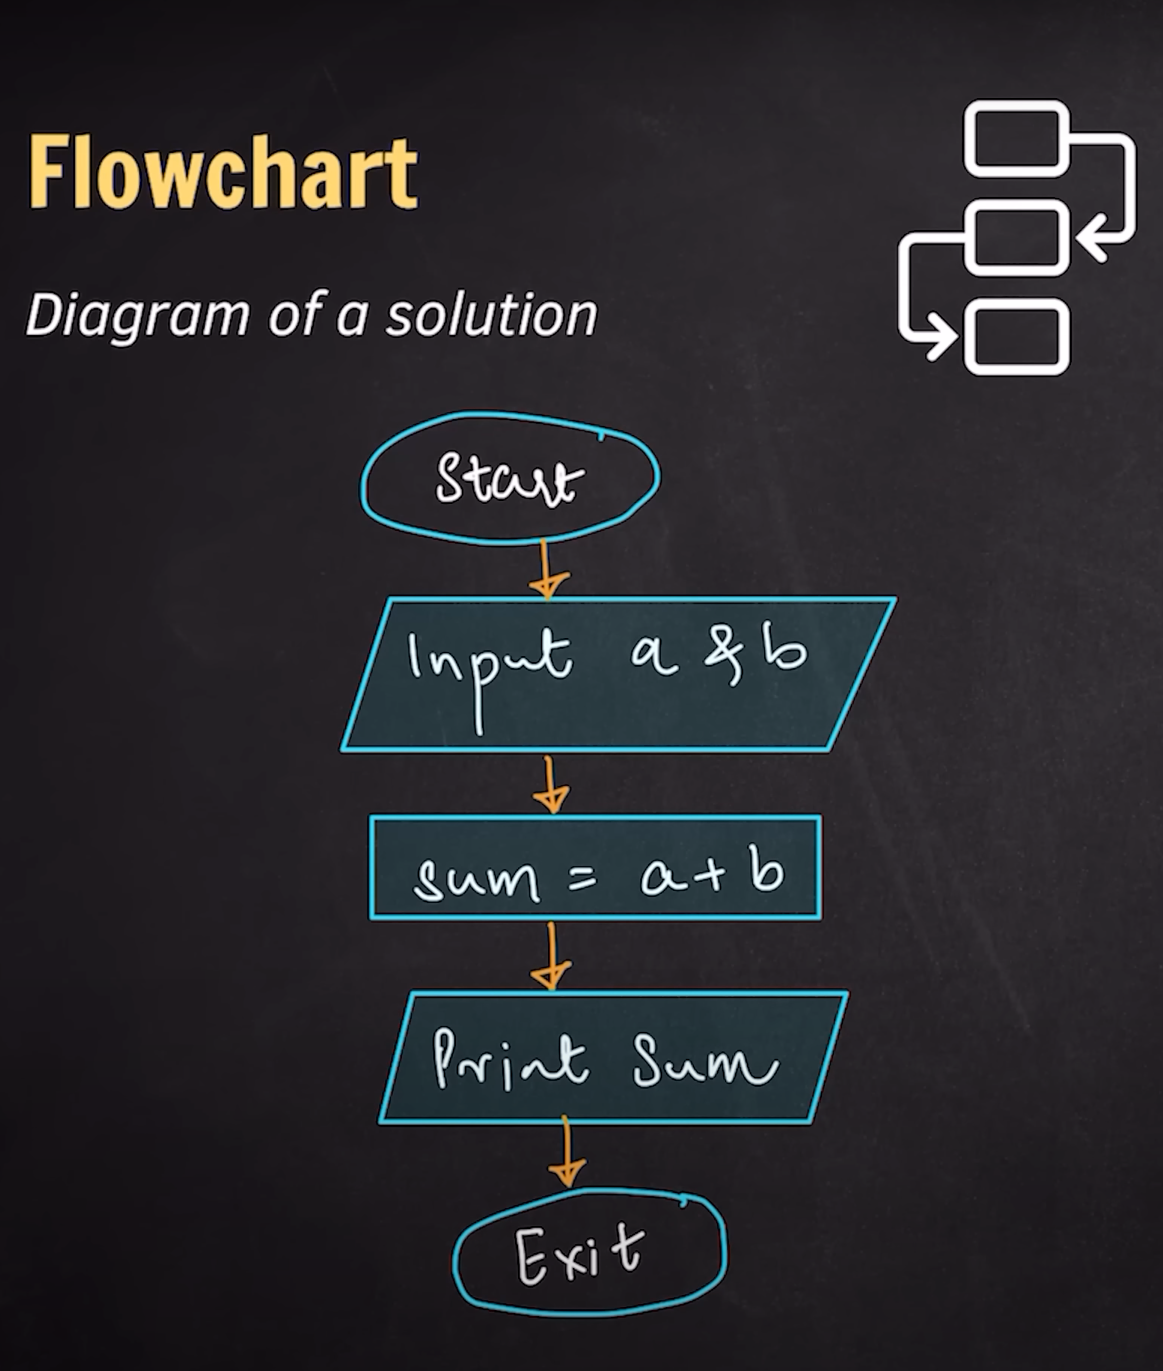 Flowchart
Diagram of a solution
Start
Input a & b
sum = a + b
Print Sum
Exit